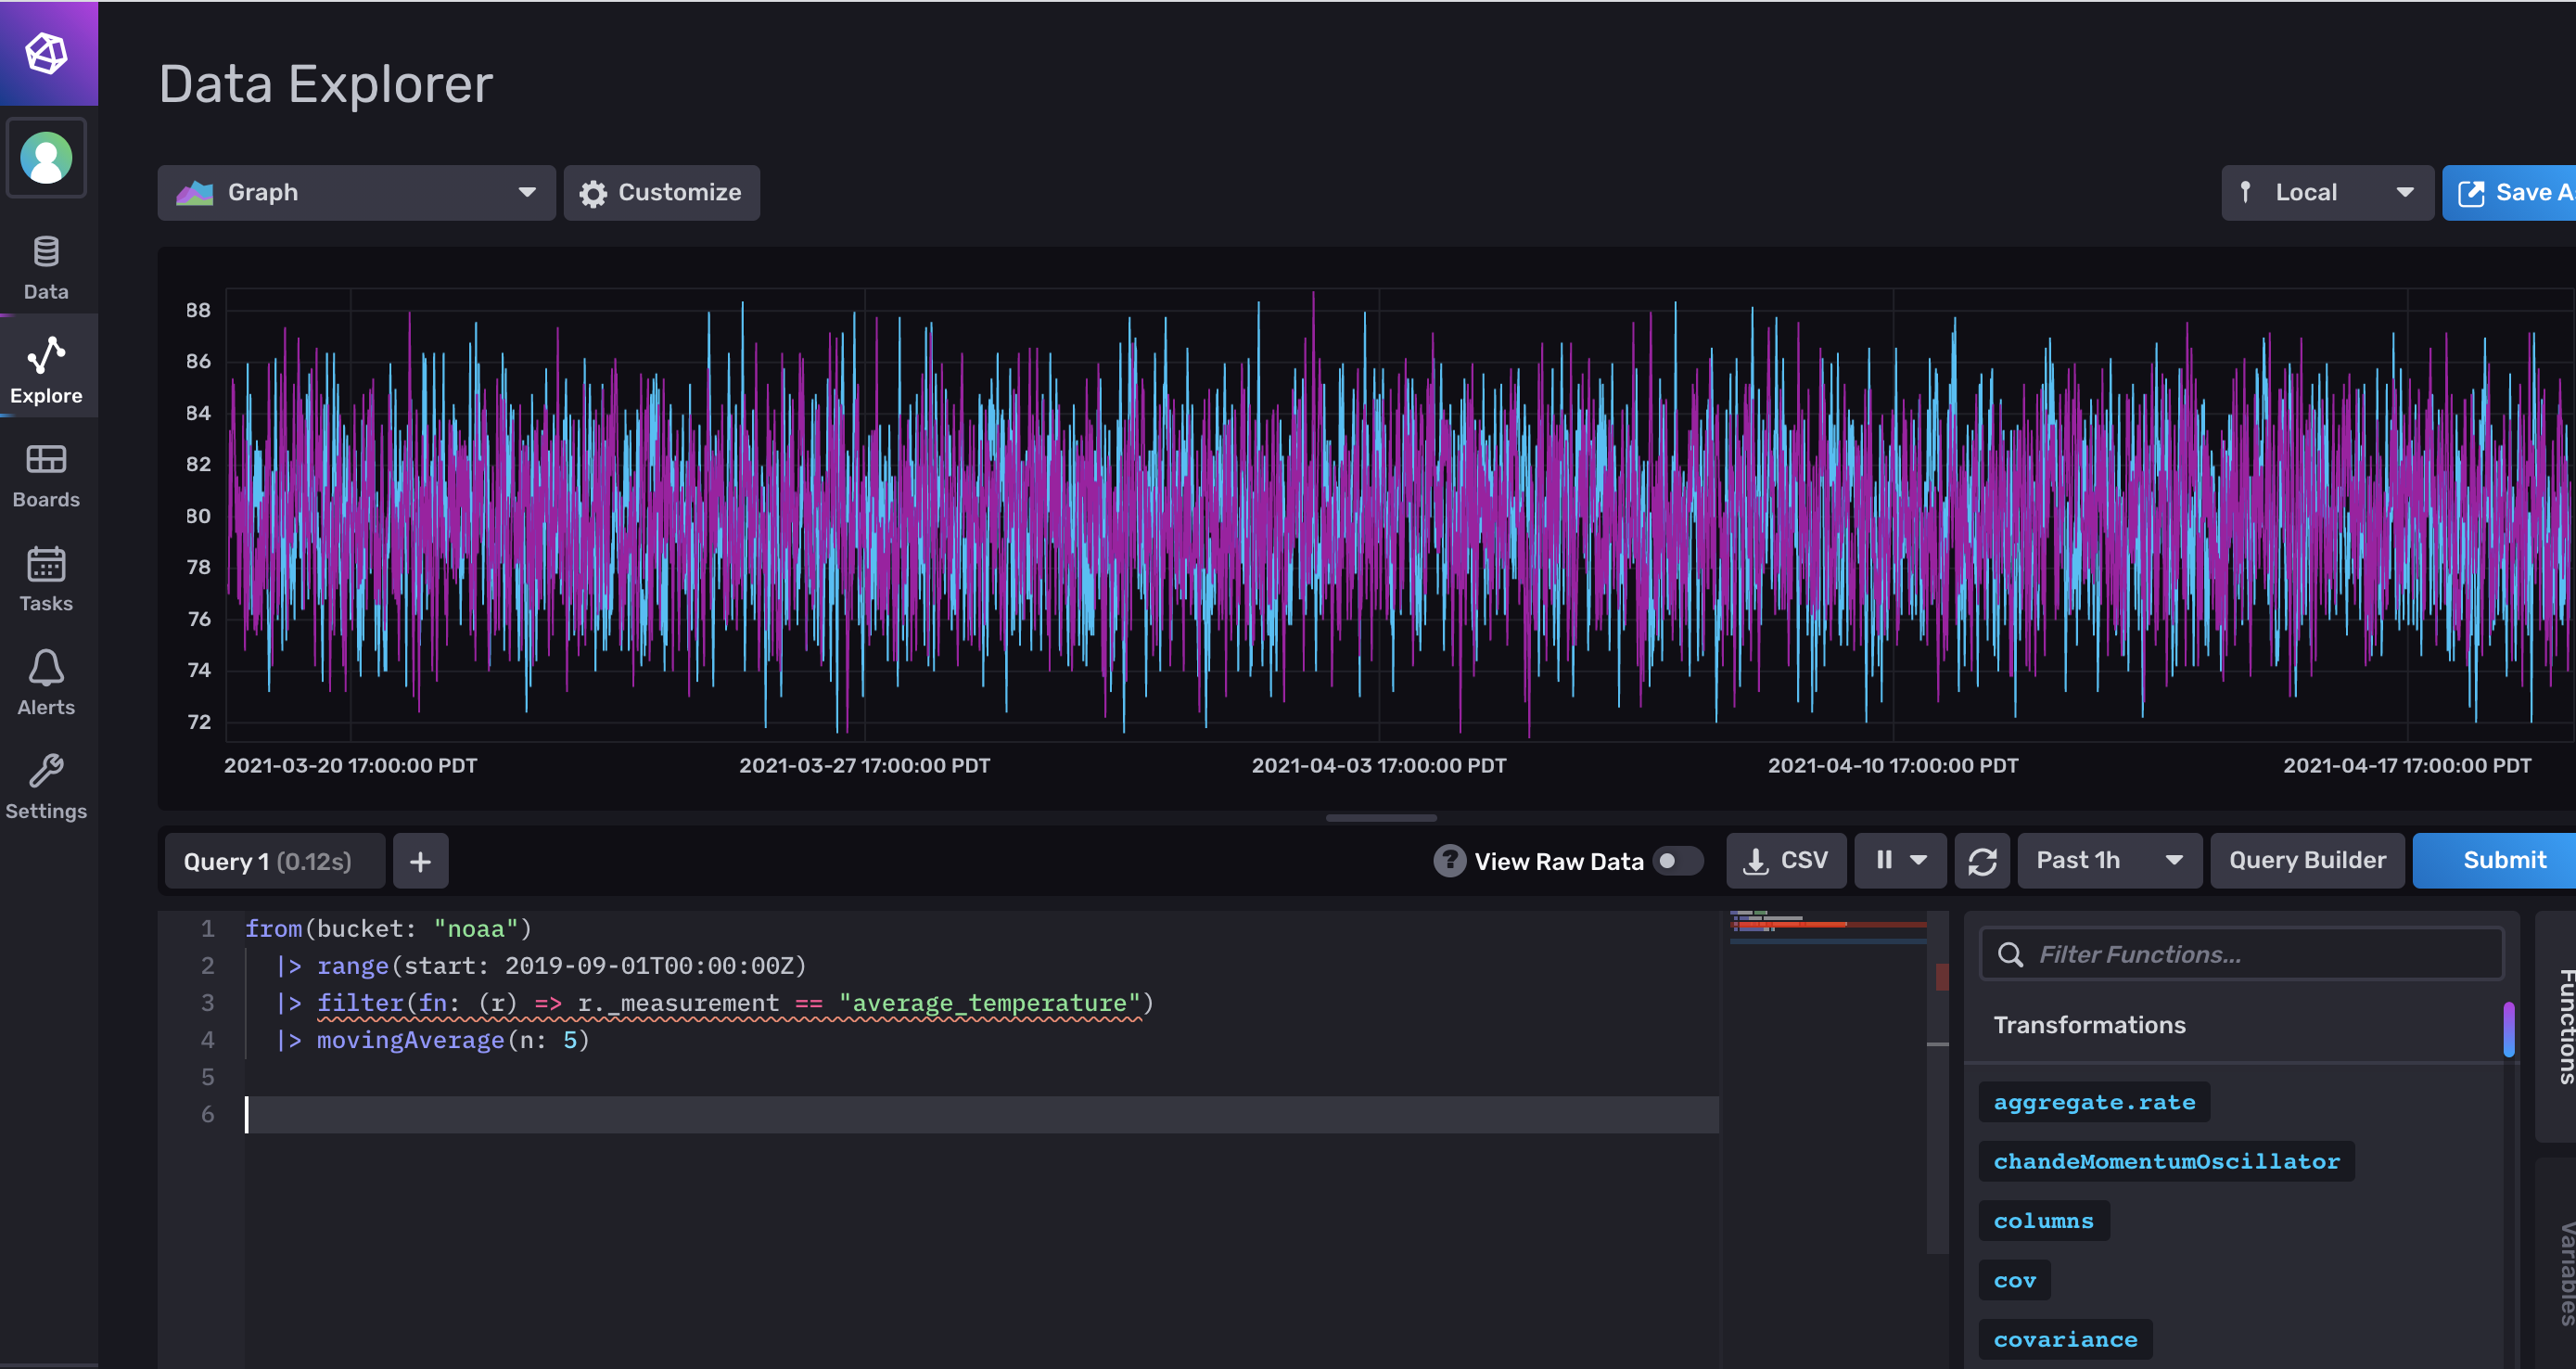 Data Explorer
Graph
Customize
Local
Save A
Data
Explore
Boards
Tasks
Alerts
Settings
88
86
84
82
80
78
76
74
72
2021-03-20 17:00:00 PDT
2021-03-27 17:00:00 PDT
2021-04-03 17:00:00 PDT
2021-04-10 17:00:00 PDT
2021-04-17 17:00:00 PDT
Query 1 (0.12s)
+
? View Raw Data
CSV
Past 1h
Query Builder
Submit
1 from(bucket: "noaa")
2 |> range(start: 2019-09-01T00:00:00Z)
3 |> filter(fn: (r) => r._measurement == "average_temperature")
4 |> movingAverage(n: 5)
5
6
Filter Functions...
Transformations
aggregate.rate
chandeMomentumOscillator
columns
cov
covariance
Functions
Variables